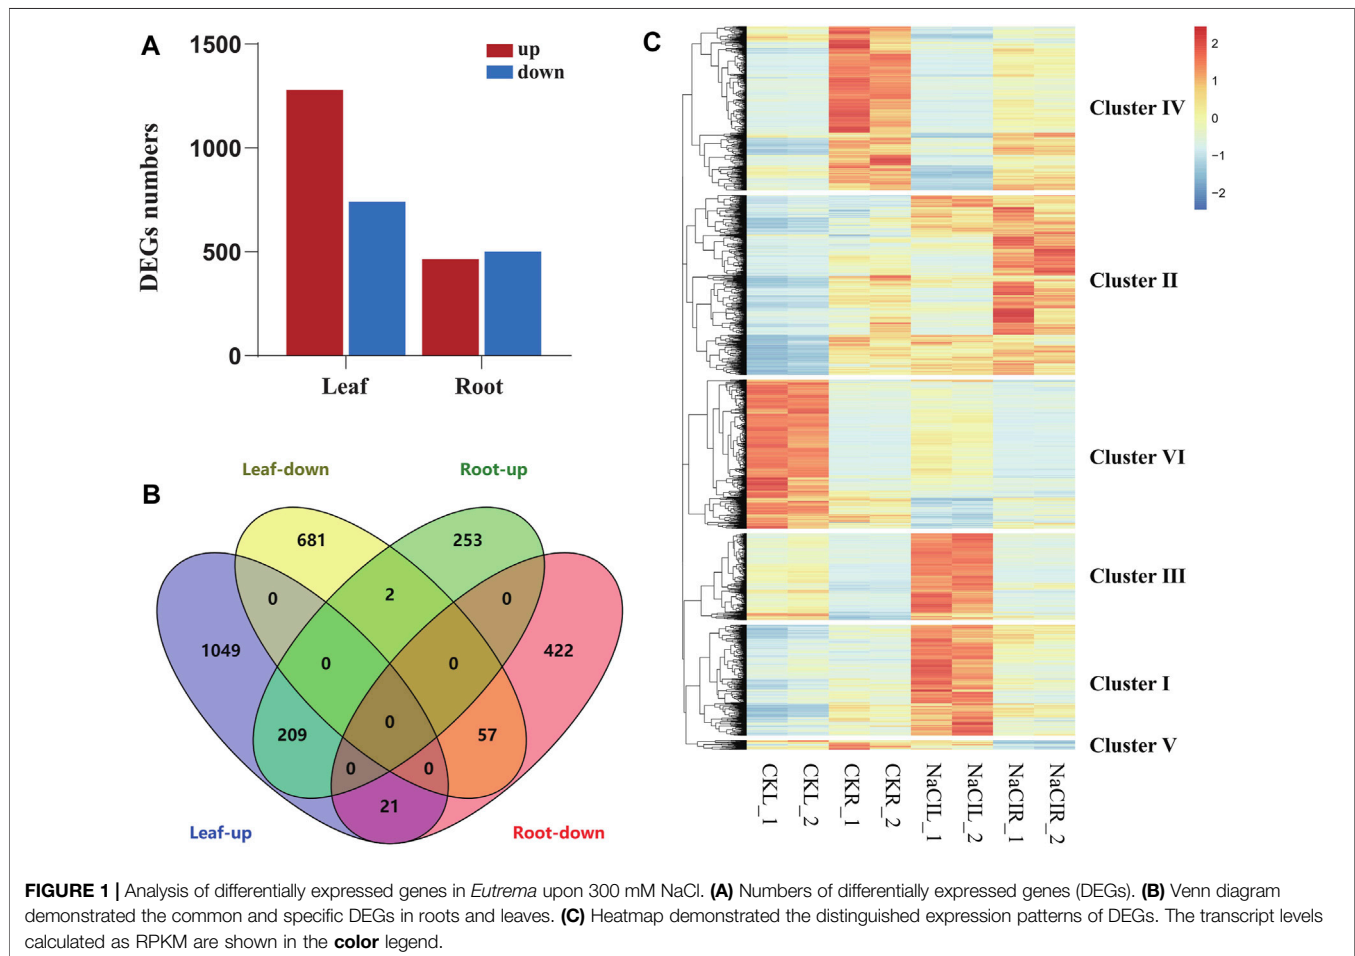 A
1500
1000
500
0
DEGs numbers
up
down
Leaf
Root
B
Leaf-down
Root-up
681
253
0
2
0
1049
0
0
422
209
0
57
0
0
21
Leaf-up
Root-down
C
2
1
0
−1
−2
Cluster IV
Cluster II
Cluster VI
Cluster III
Cluster I
Cluster V
CKL_1
CKL_2
CKR_1
CKR_2
NaClL_1
NaClL_2
NaClR_1
NaClR_2
FIGURE 1 | Analysis of differentially expressed genes in Eutrema upon 300 mM NaCl. (A) Numbers of differentially expressed genes (DEGs). (B) Venn diagram
demonstrated the common and specific DEGs in roots and leaves. (C) Heatmap demonstrated the distinguished expression patterns of DEGs. The transcript levels
calculated as RPKM are shown in the color legend.